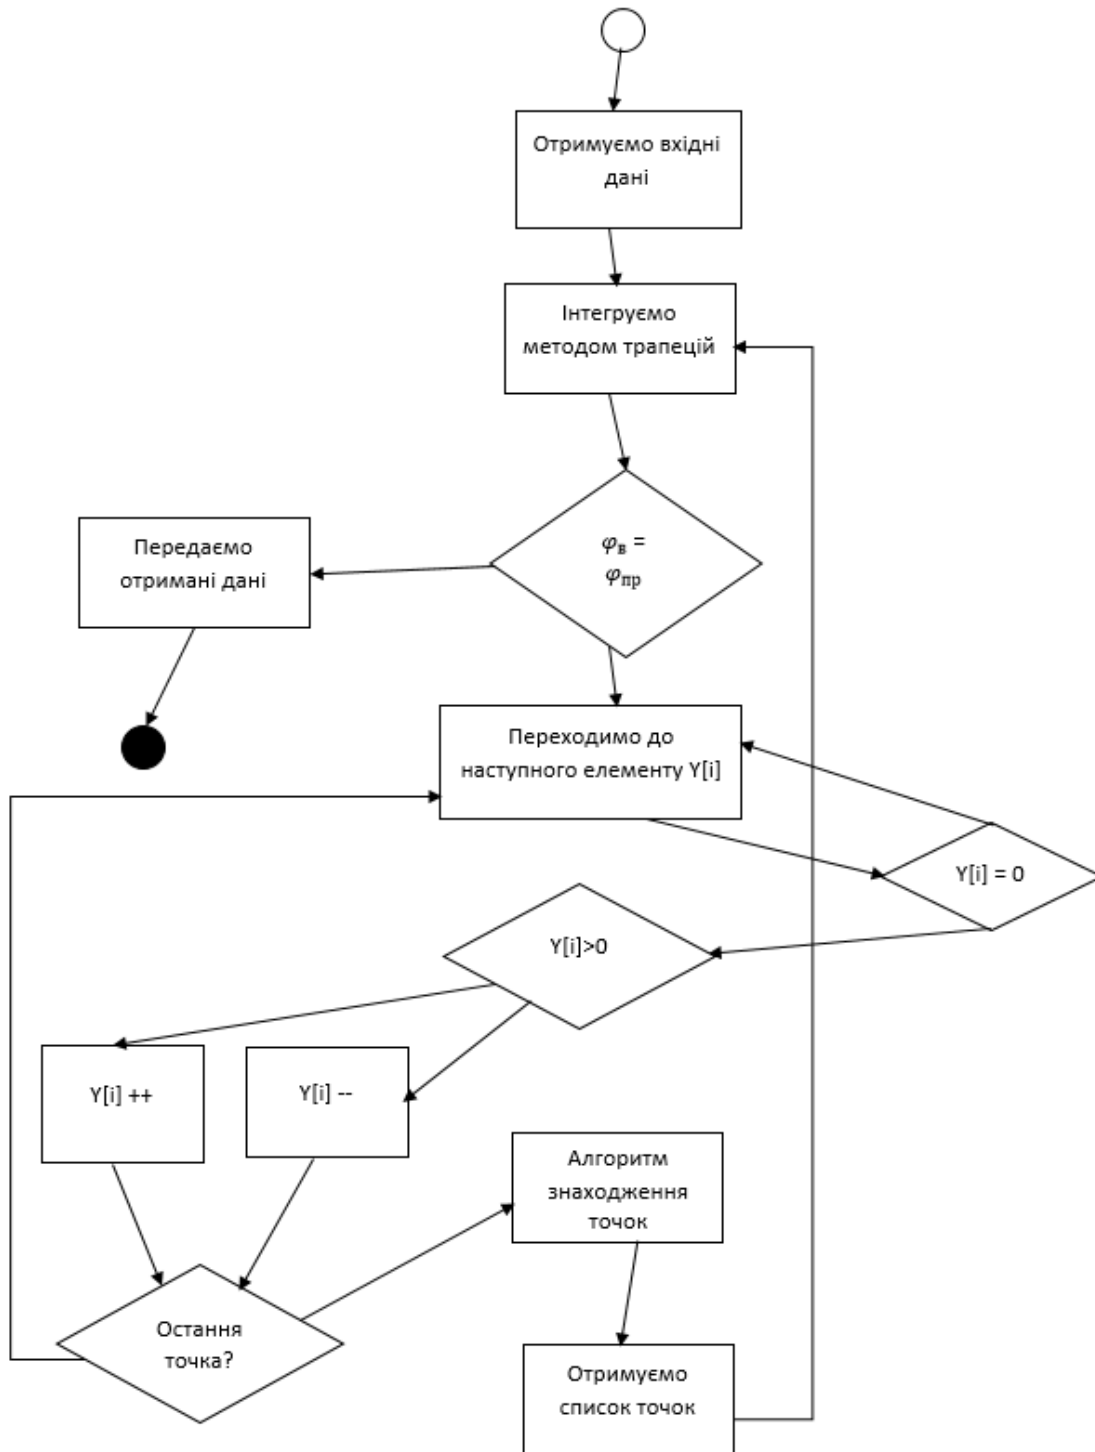 Отримуємо вхідні
дані
Інтегруємо
методом трапецій
φв =
φпр
Передаємо
отримані дані
Переходимо до
наступного елементу Y[i]
Y[i] = 0
Y[i]>0
Y[i] ++
Y[i] --
Алгоритм
знаходження
точок
Остання
точка?
Отримуємо
список точок